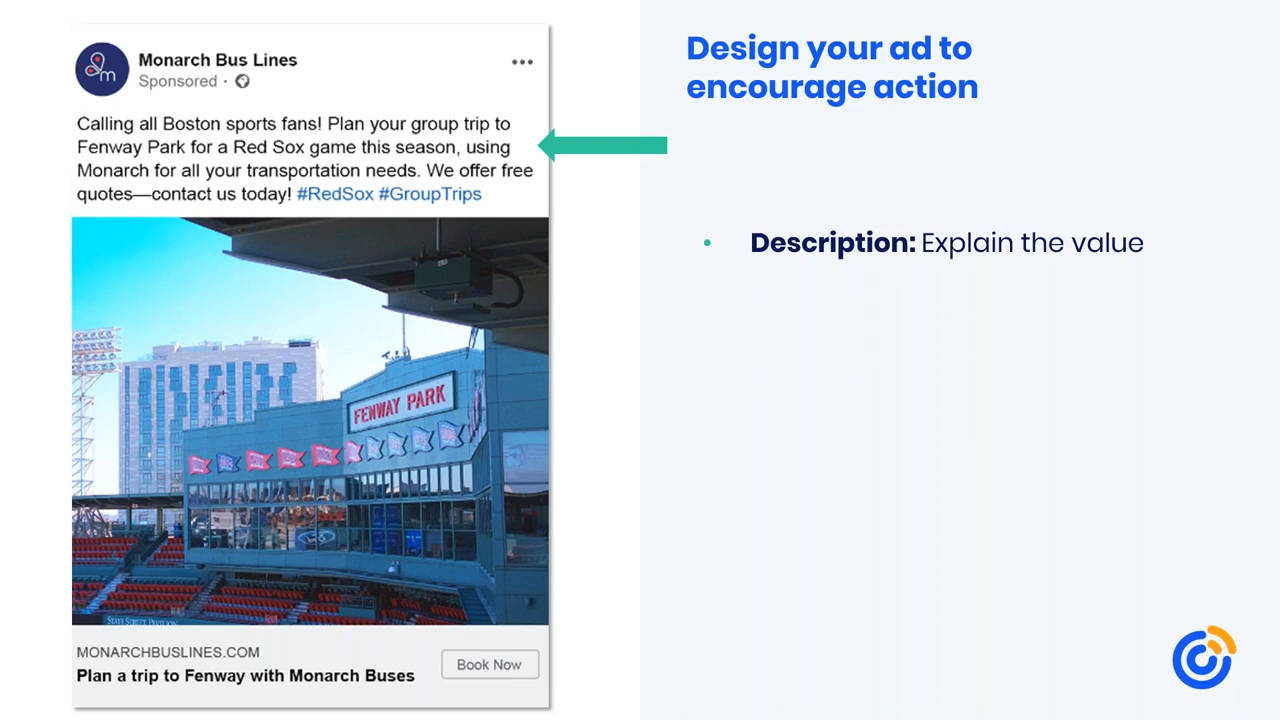 Monarch Bus Lines
Sponsored ·
Calling all Boston sports fans! Plan your group trip to
Fenway Park for a Red Sox game this season, using
Monarch for all your transportation needs. We offer free
quotes—contact us today! #RedSox #GroupTrips
FENWAY PARK
STATE STREET PAVILION
MONARCHBUSLINES.COM
Plan a trip to Fenway with Monarch Buses
Book Now
Design your ad to
encourage action
• Description: Explain the value